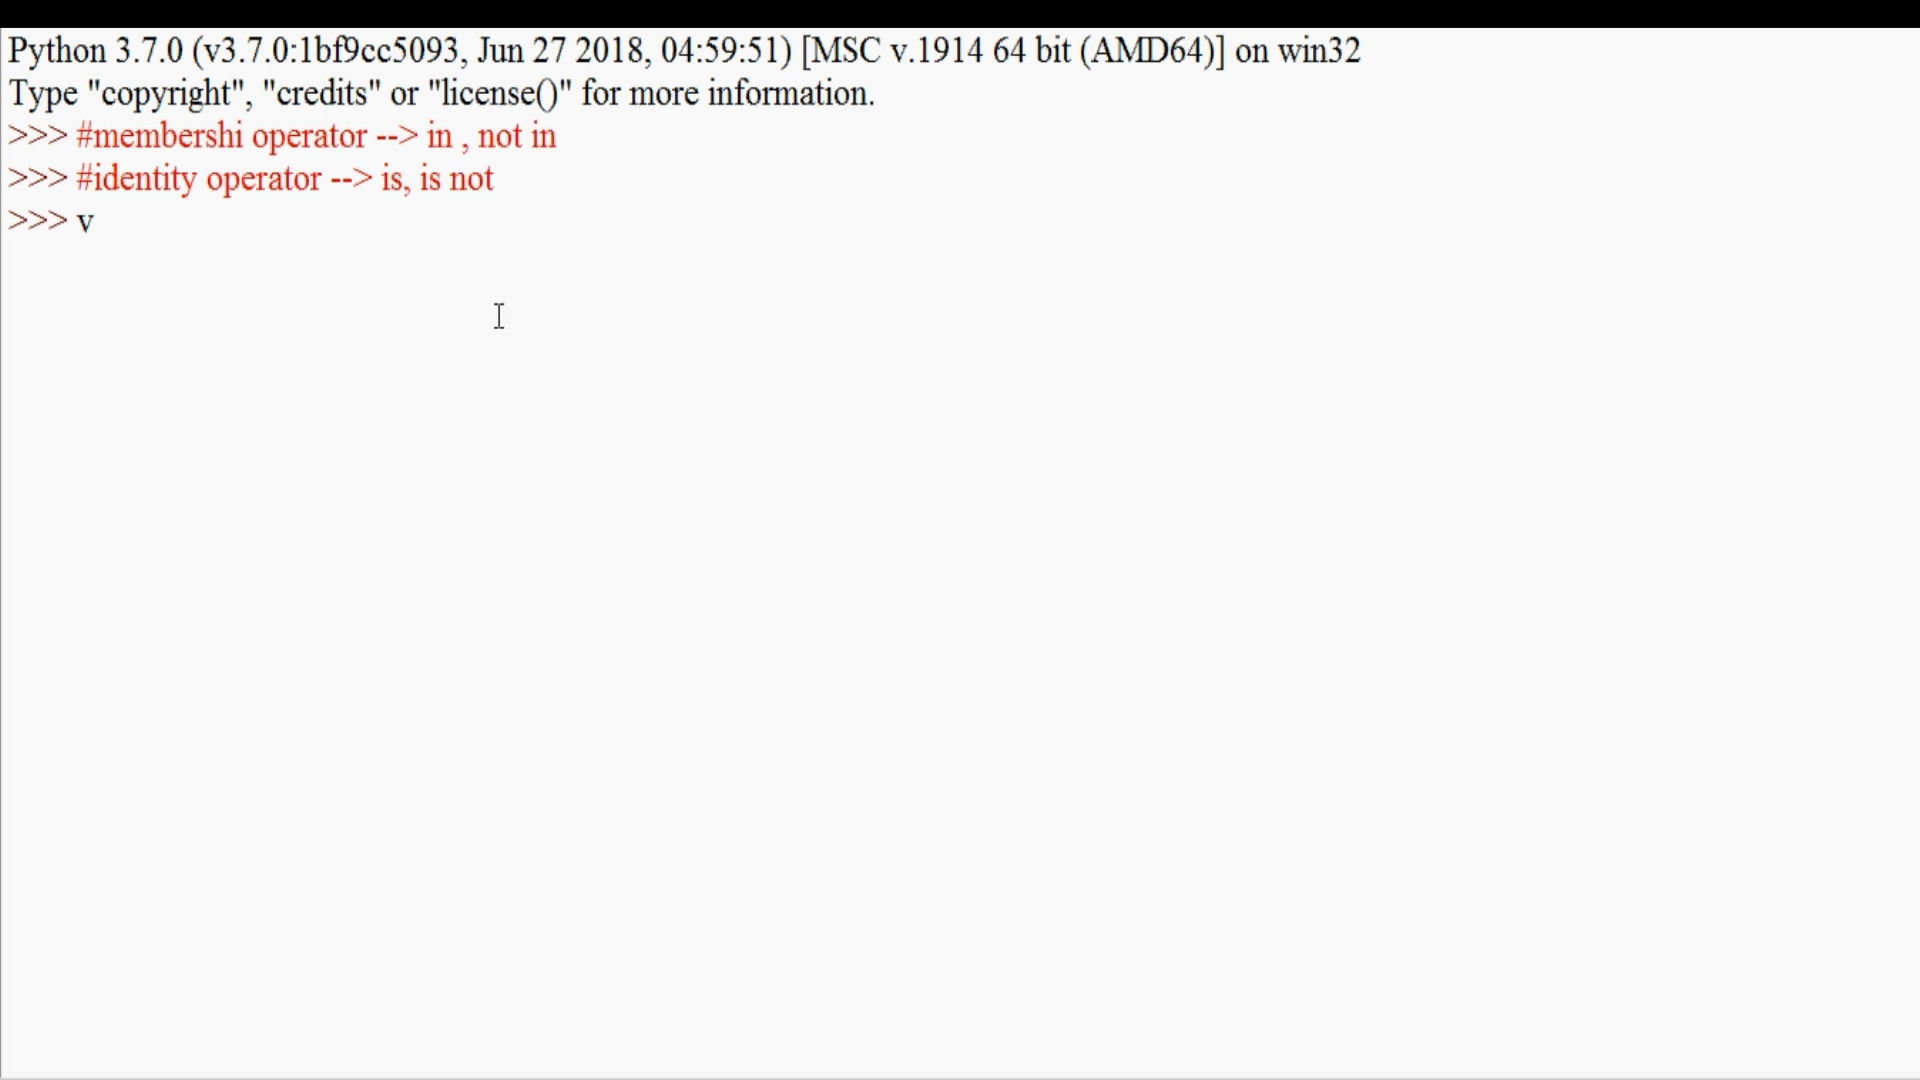 Python 3.7.0 (v3.7.0:1bf9cc5093, Jun 27 2018, 04:59:51) [MSC v.1914 64 bit (AMD64)] on win32
Type "copyright", "credits" or "license()" for more information.
>>> #membershi operator --> in , not in
>>> #identity operator --> is, is not
>>> v